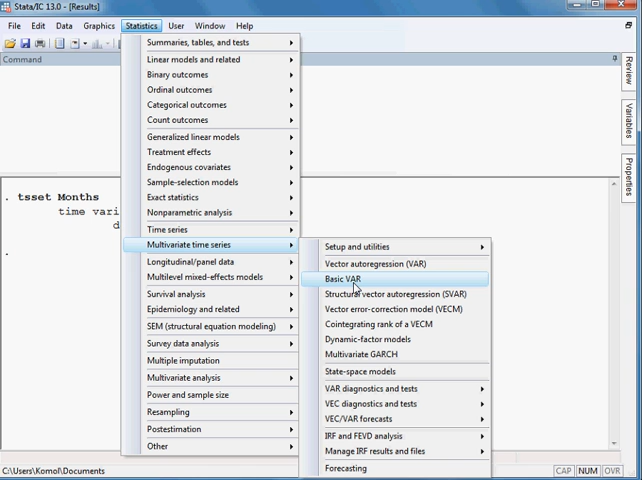 Stata/IC 13.0 - [Results]
File Edit Data Graphics Statistics User Window Help
Command
Review
Variables
Properties
. tsset Months
time vari
d
.
Summaries, tables, and tests
Linear models and related
Binary outcomes
Ordinal outcomes
Categorical outcomes
Count outcomes
Generalized linear models
Treatment effects
Endogenous covariates
Sample-selection models
Exact statistics
Nonparametric analysis
Time series
Multivariate time series
Longitudinal/panel data
Multilevel mixed-effects models
Survival analysis
Epidemiology and related
SEM (structural equation modeling)
Survey data analysis
Multiple imputation
Multivariate analysis
Power and sample size
Resampling
Postestimation
Other
Setup and utilities
Vector autoregression (VAR)
Basic VAR
Structural vector autoregression (SVAR)
Vector error-correction model (VECM)
Cointegrating rank of a VECM
Dynamic-factor models
Multivariate GARCH
State-space models
VAR diagnostics and tests
VEC diagnostics and tests
VEC/VAR forecasts
IRF and FEVD analysis
Manage IRF results and files
Forecasting
C:\Users\Komol\Documents
CAP NUM OVR